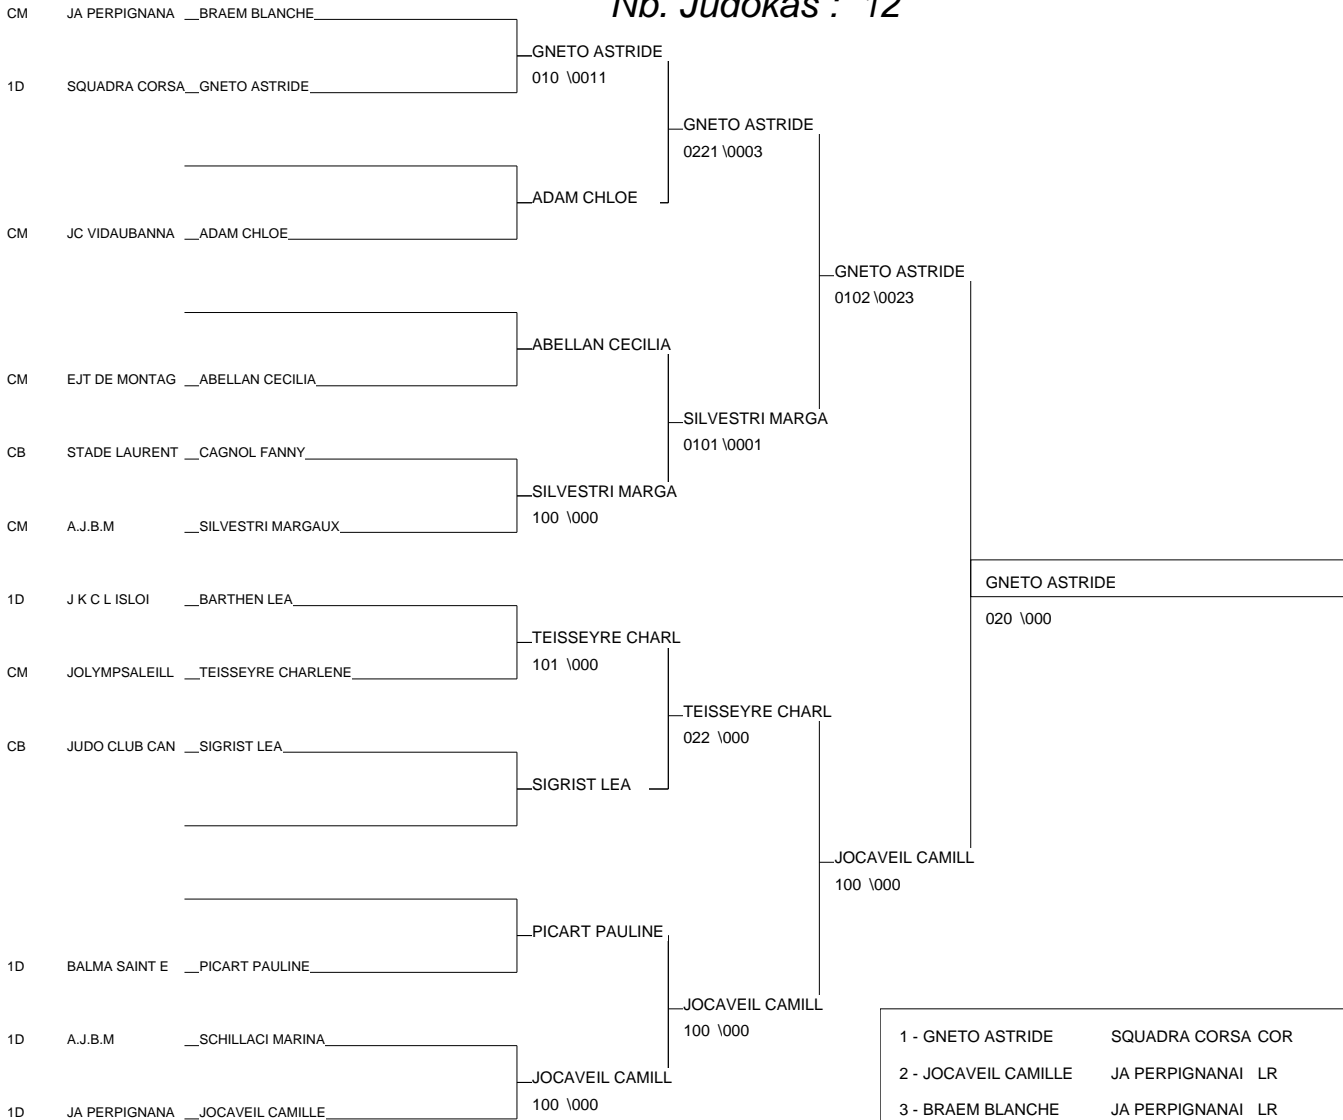 Nb. Judokas : 12
CM JA PERPIGNANA BRAEM BLANCHE
GNETO ASTRIDE
010 \0011
1D SQUADRA CORSA GNETO ASTRIDE
GNETO ASTRIDE
0221 \0003
ADAM CHLOE
CM JC VIDAUBANNA ADAM CHLOE
GNETO ASTRIDE
0102 \0023
ABELLAN CECILIA
CM EJT DE MONTAG ABELLAN CECILIA
SILVESTRI MARGA
0101 \0001
CB STADE LAURENT CAGNOL FANNY
SILVESTRI MARGA
100 \000
CM A.J.B.M SILVESTRI MARGAUX
GNETO ASTRIDE
020 \000
1D J K C L ISLOI BARTHEN LEA
TEISSEYRE CHARL
101 \000
CM JOLYMPSALEILL TEISSEYRE CHARLENE
TEISSEYRE CHARL
022 \000
CB JUDO CLUB CAN SIGRIST LEA
SIGRIST LEA
JOCAVEIL CAMILL
100 \000
PICART PAULINE
1D BALMA SAINT E PICART PAULINE
JOCAVEIL CAMILL
100 \000
1D A.J.B.M SCHILLACI MARINA
JOCAVEIL CAMILL
100 \000
1D JA PERPIGNANA JOCAVEIL CAMILLE
1 - GNETO ASTRIDE SQUADRA CORSA COR
2 - JOCAVEIL CAMILLE JA PERPIGNANAI LR
3 - BRAEM BLANCHE JA PERPIGNANAI LR